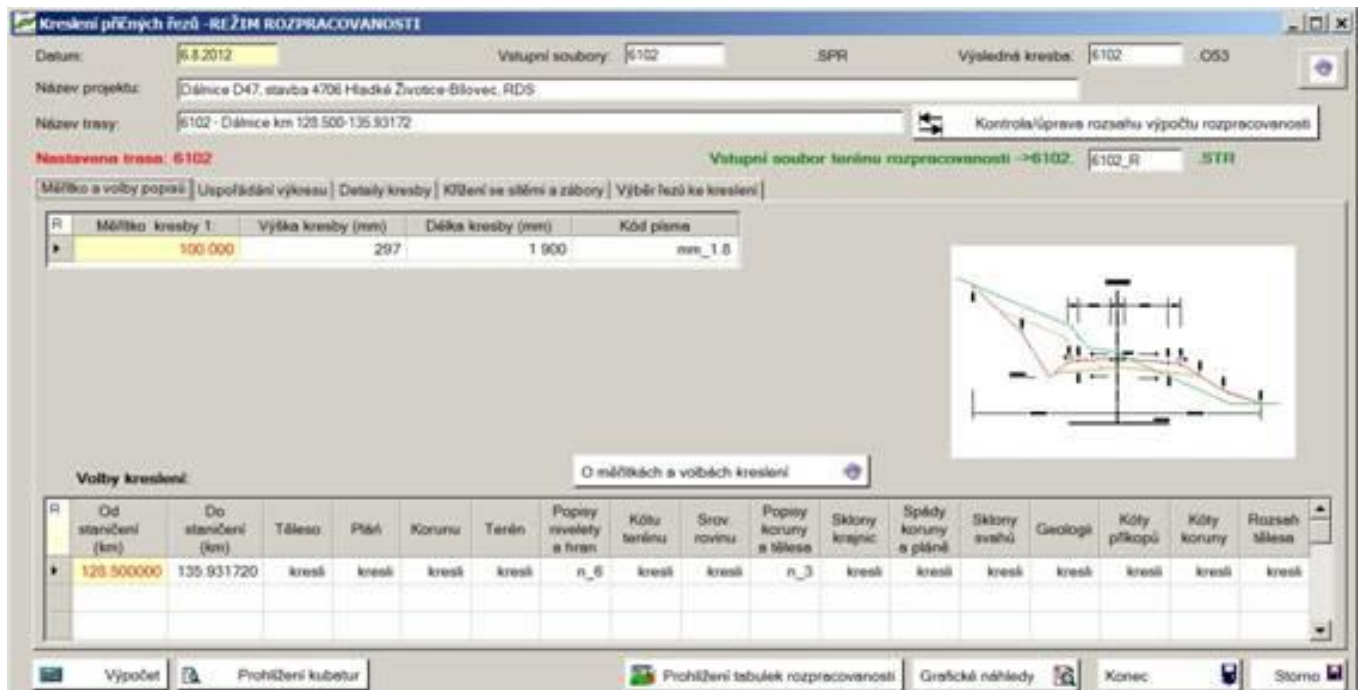 Kreslení příčných řezů -REŽIM ROZPRACOVANOSTI
Datum: 6.8.2012 Vstupní soubory: 6102 .SPR Výsledná kresba: 6102 .O53
Název projektu: Dálnice D47, stavba 4706 Hladké Životice-Bílovec, RDS
Název trasy: 6102 - Dálnice km 128.500-135.93172 Kontrola/úprava rozsahu výpočtu rozpracovanosti
Nastavena trasa: 6102 Vstupní soubor terénu rozpracovanosti ->6102. 6102_R .STR
Měřítko a volby popisů Uspořádání výkresu Detaily kresby Křížení se sítěmi a zábory Výběr řezů ke kreslení
R Měřítko kresby 1: Výška kresby (mm) Délka kresby (mm) Kód písma
100.000 297 1 900 mm_1.8
O měřítkách a volbách kreslení
Volby kreslení:
R Od staničení (km) Do staničení (km) Těleso Pláň Korunu Terén Popisy nivelety a hran Kótu terénu Srov. rovinu Popisy koruny a tělesa Sklony krajnic Spády koruny a pláně Sklony svahů Geologii Kóty příkopů Kóty koruny Rozsah tělesa
128.500000 135.931720 kresli kresli kresli kresli n_6 kresli kresli n_3 kresli kresli kresli kresli kresli kresli kresli
Výpočet Prohlížení kubatur Prohlížení tabulek rozpracovanosti Grafické náhledy Konec Storno